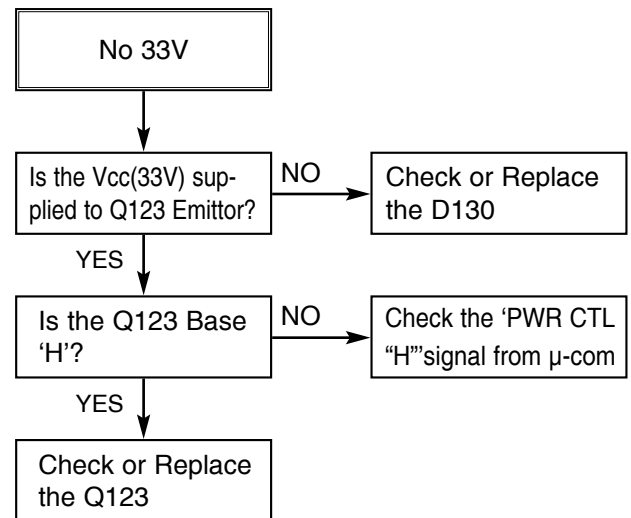 No 33V
Is the Vcc(33V) sup-
plied to Q123 Emittor?
NO
Check or Replace
the D130
YES
Is the Q123 Base
‘H’?
NO
Check the ‘PWR CTL
“H”’signal from µ-com
YES
Check or Replace
the Q123